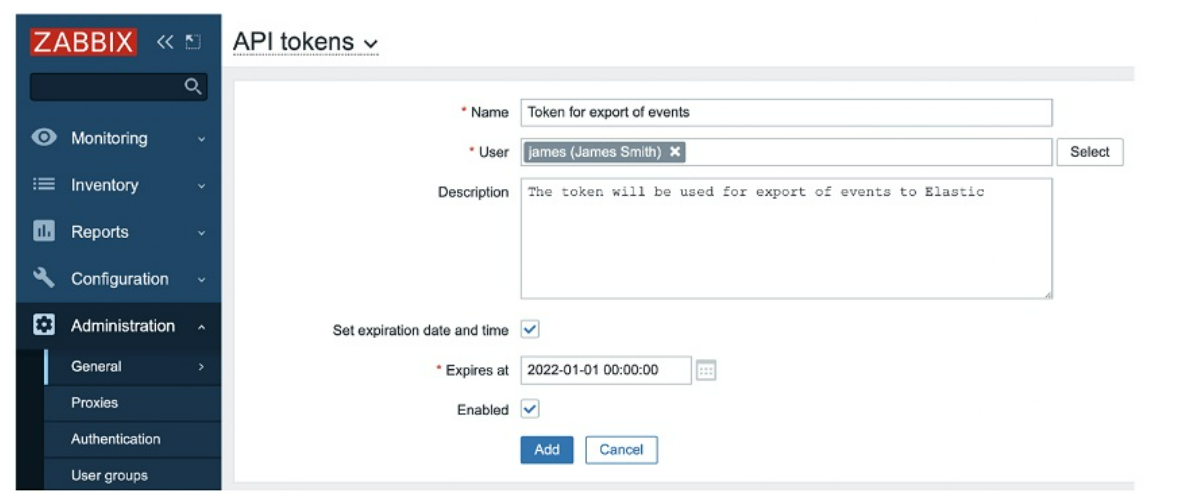 ZABBIX
API tokens
Monitoring
Inventory
Reports
Configuration
Administration
General
Proxies
Authentication
User groups
* Name Token for export of events
* User james (James Smith) Select
Description The token will be used for export of events to Elastic
Set expiration date and time
* Expires at 2022-01-01 00:00:00
Enabled
Add Cancel